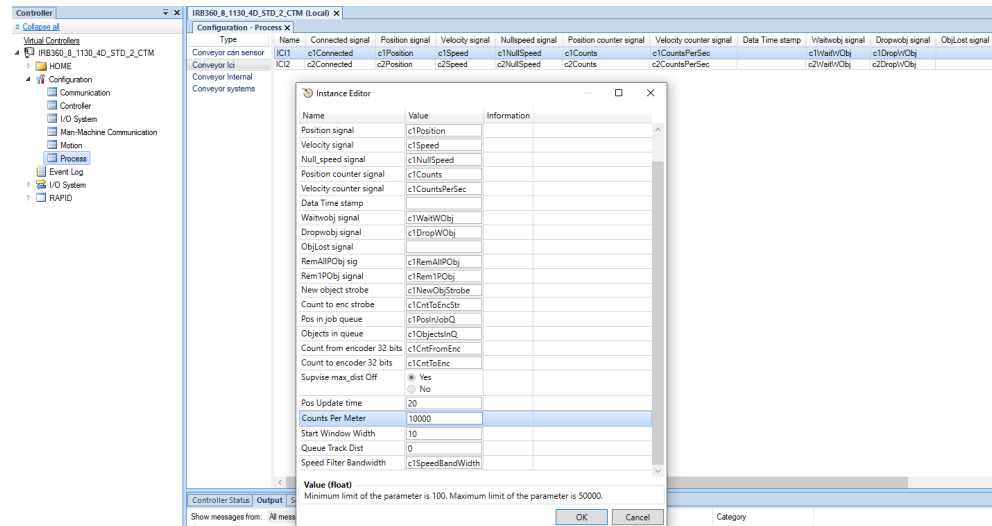 Controller
IRB360_8_1130_4D_STD_2_CTM (Local) X
Collapse all
Configuration - Process X
Virtual Controllers
IRB360_8_1130_4D_STD_2_CTM
HOME
Configuration
Communication
Controller
I/O System
Man-Machine Communication
Motion
Process
Event Log
I/O System
RAPID
Type
Conveyor can sensor
Conveyor Ici
Conveyor Internal
Conveyor systems
Name Connected signal Position signal Velocity signal Nullspeed signal Position counter signal Velocity counter signal Data Time stamp Waitwobj signal Dropwobj signal ObjLost signal
ICI1 c1Connected c1Position c1Speed c1NullSpeed c1Counts c1CountsPerSec c1WaitWObj c1DropWObj
ICI2 c2Connected c2Position c2Speed c2NullSpeed c2Counts c2CountsPerSec c2WaitWObj c2DropWObj
Instance Editor
Name Value Information
Position signal c1Position
Velocity signal c1Speed
Null_speed signal c1NullSpeed
Position counter signal c1Counts
Velocity counter signal c1CountsPerSec
Data Time stamp
Waitwobj signal c1WaitWObj
Dropwobj signal c1DropWObj
ObjLost signal
RemAllPObj sig c1RemAllPObj
Rem1PObj signal c1Rem1PObj
New object strobe c1NewObjStrobe
Count to enc strobe c1CntToEncStr
Pos in job queue c1PosInJobQ
Objects in queue c1ObjectsInQ
Count from encoder 32 bits c1CntFromEnc
Count to encoder 32 bits c1CntToEnc
Supvise max_dist Off Yes
No
Pos Update time 20
Counts Per Meter 10000
Start Window Width 10
Queue Track Dist 0
Speed Filter Bandwidth c1SpeedBandWidth
Value (float)
Minimum limit of the parameter is 100. Maximum limit of the parameter is 50000.
OK Cancel
Controller Status Output S
Show messages from: All mess
Category